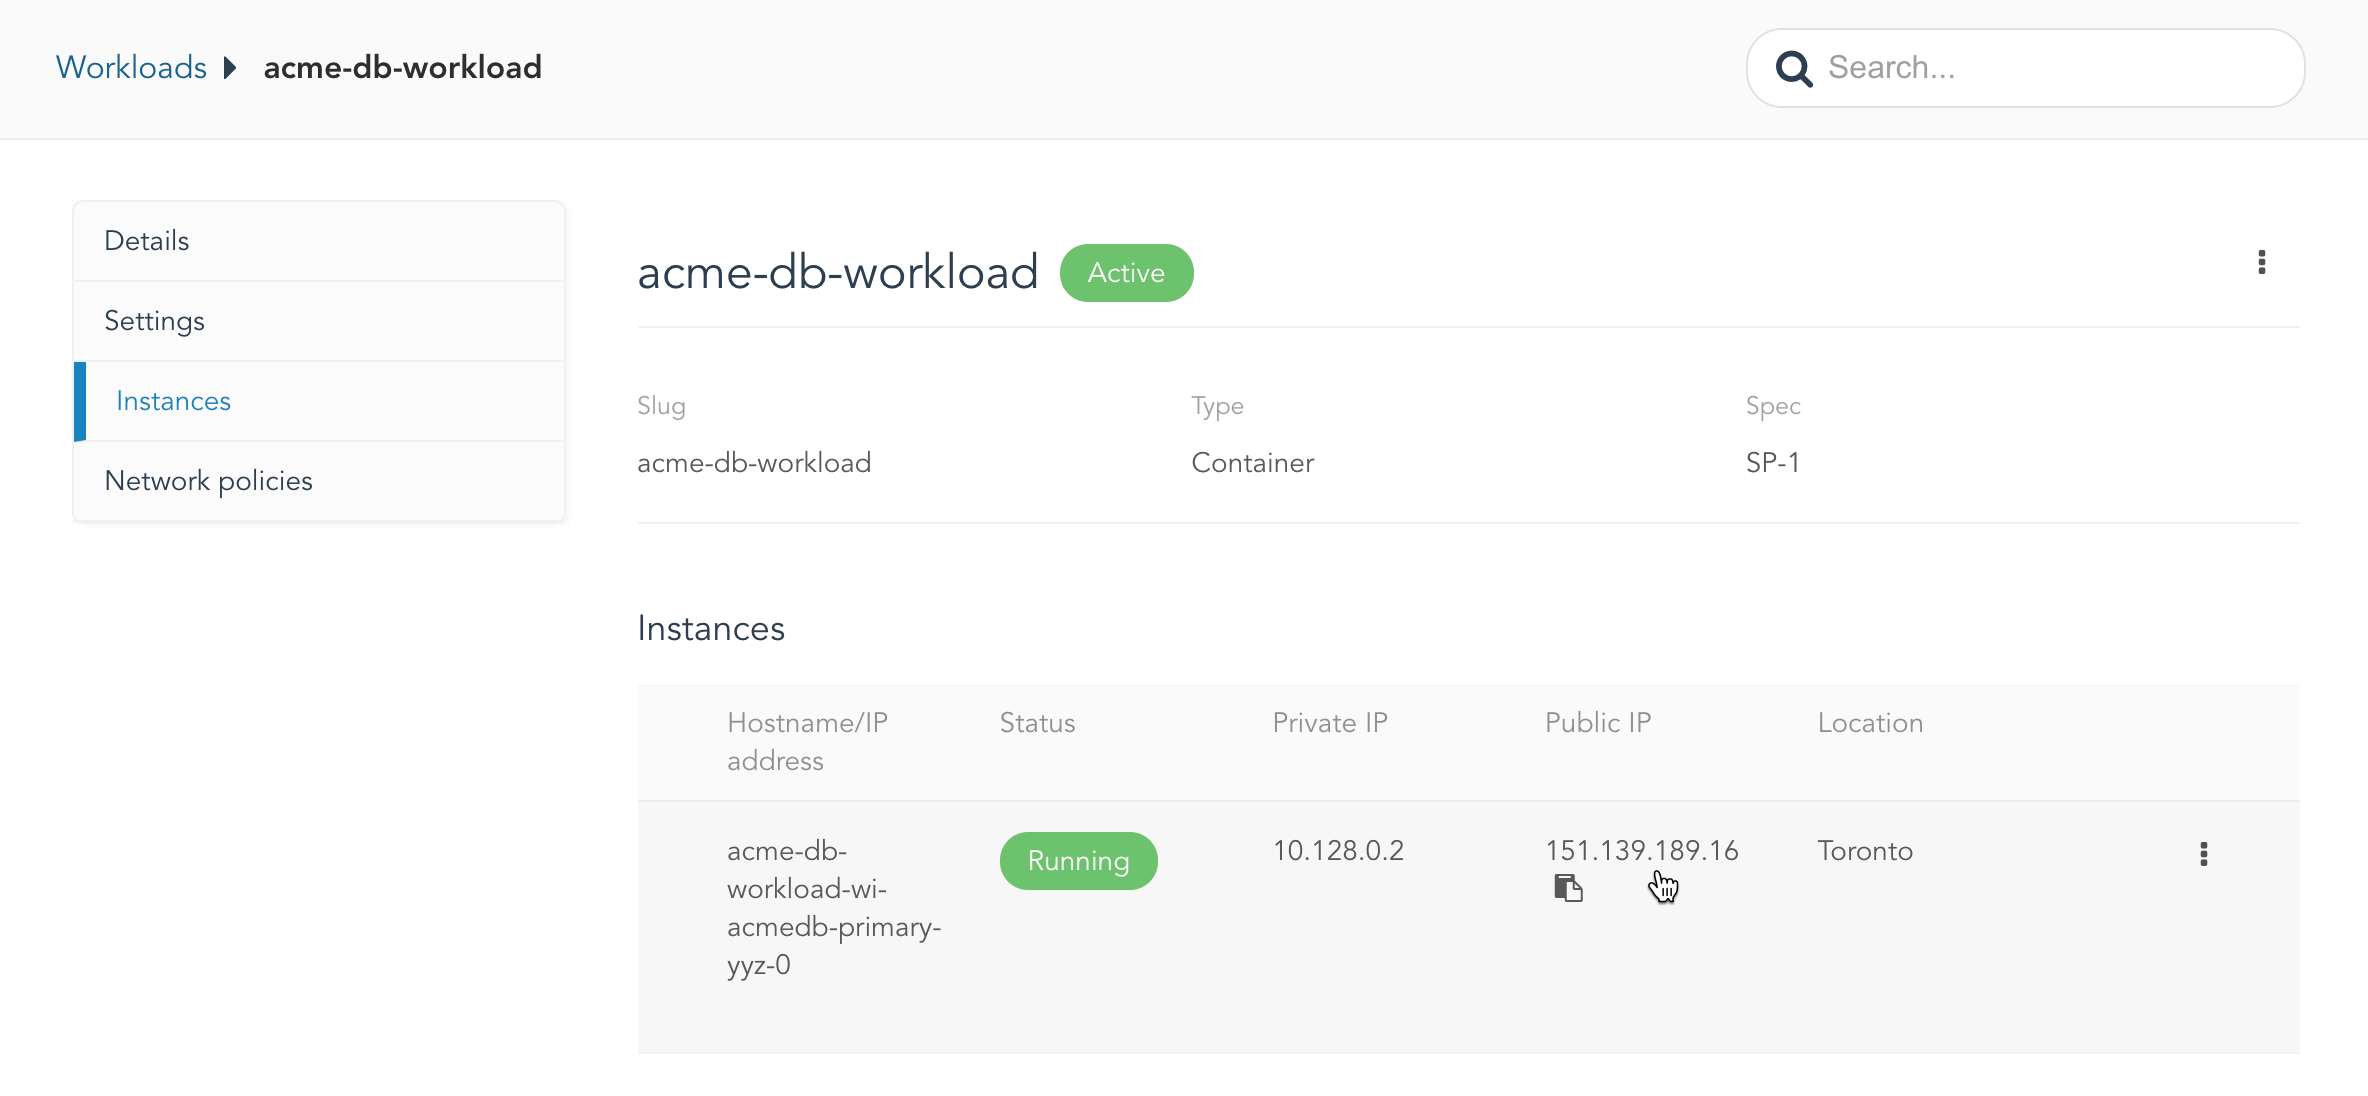 Workloads acme-db-workload
Search...
Details
Settings
Instances
Network policies
acme-db-workload Active
Slug Type Spec
acme-db-workload Container SP-1
Instances
Hostname/IP address Status Private IP Public IP Location
acme-db-
workload-wi-
acmedb-primary-
yyz-0
Running
10.128.0.2
151.139.189.16
Toronto